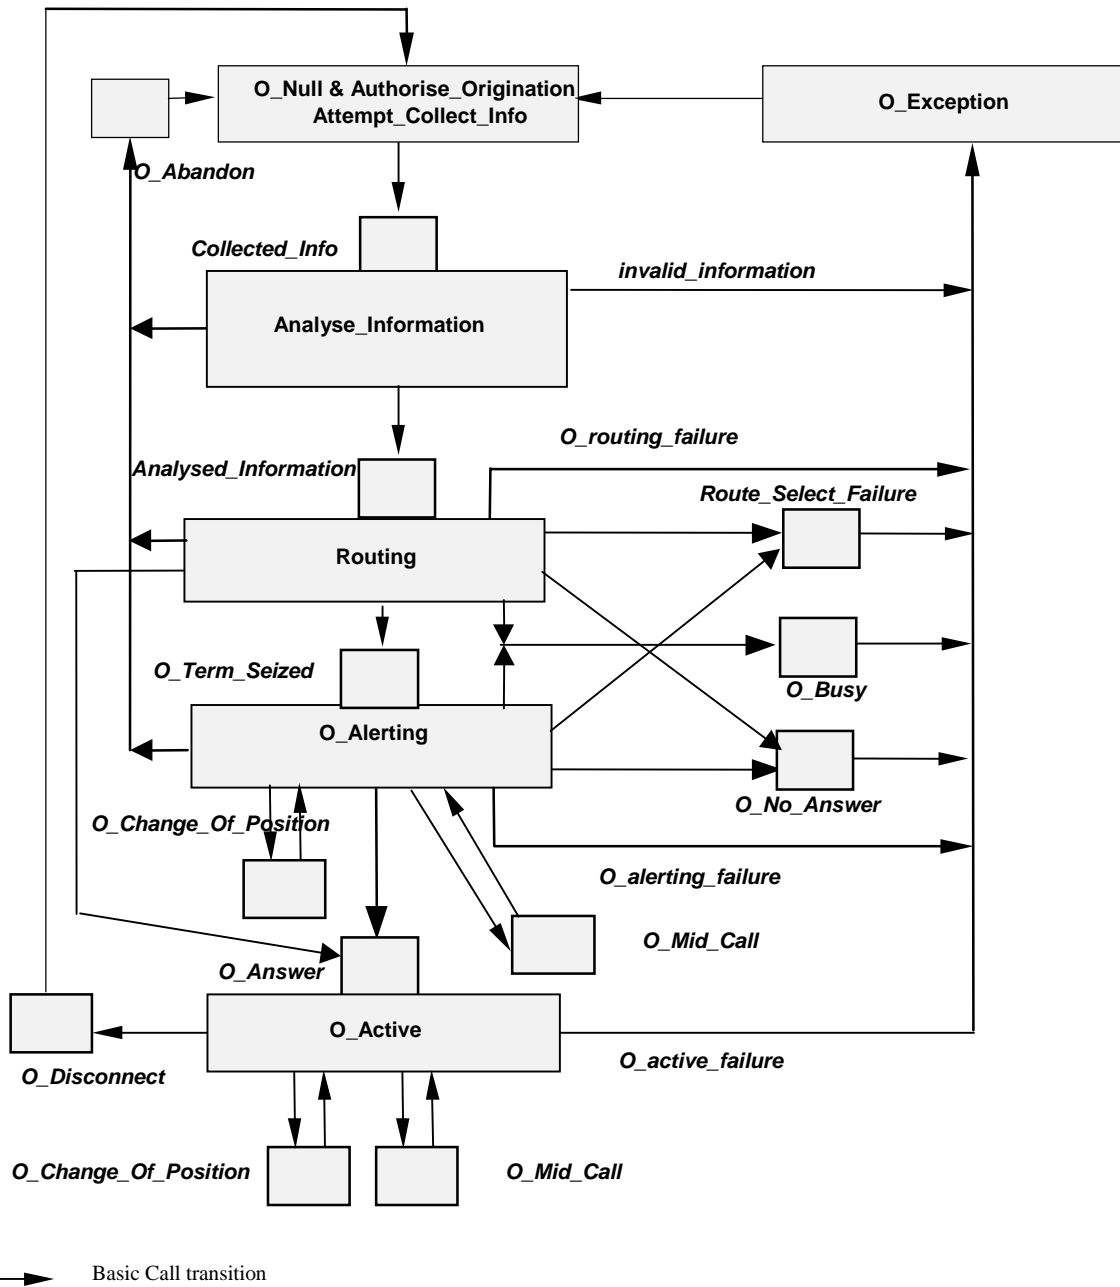 O_Null & Authorise_Origination
Attempt_Collect_Info
O_Exception
O_Abandon
Collected_Info
invalid_information
Analyse_Information
O_routing_failure
Analysed_Information
Route_Select_Failure
Routing
O_Term_Seized
O_Busy
O_Alerting
O_No_Answer
O_Change_Of_Position
O_alerting_failure
O_Mid_Call
O_Answer
O_Active
O_active_failure
O_Disconnect
O_Change_Of_Position
O_Mid_Call
Basic Call transition